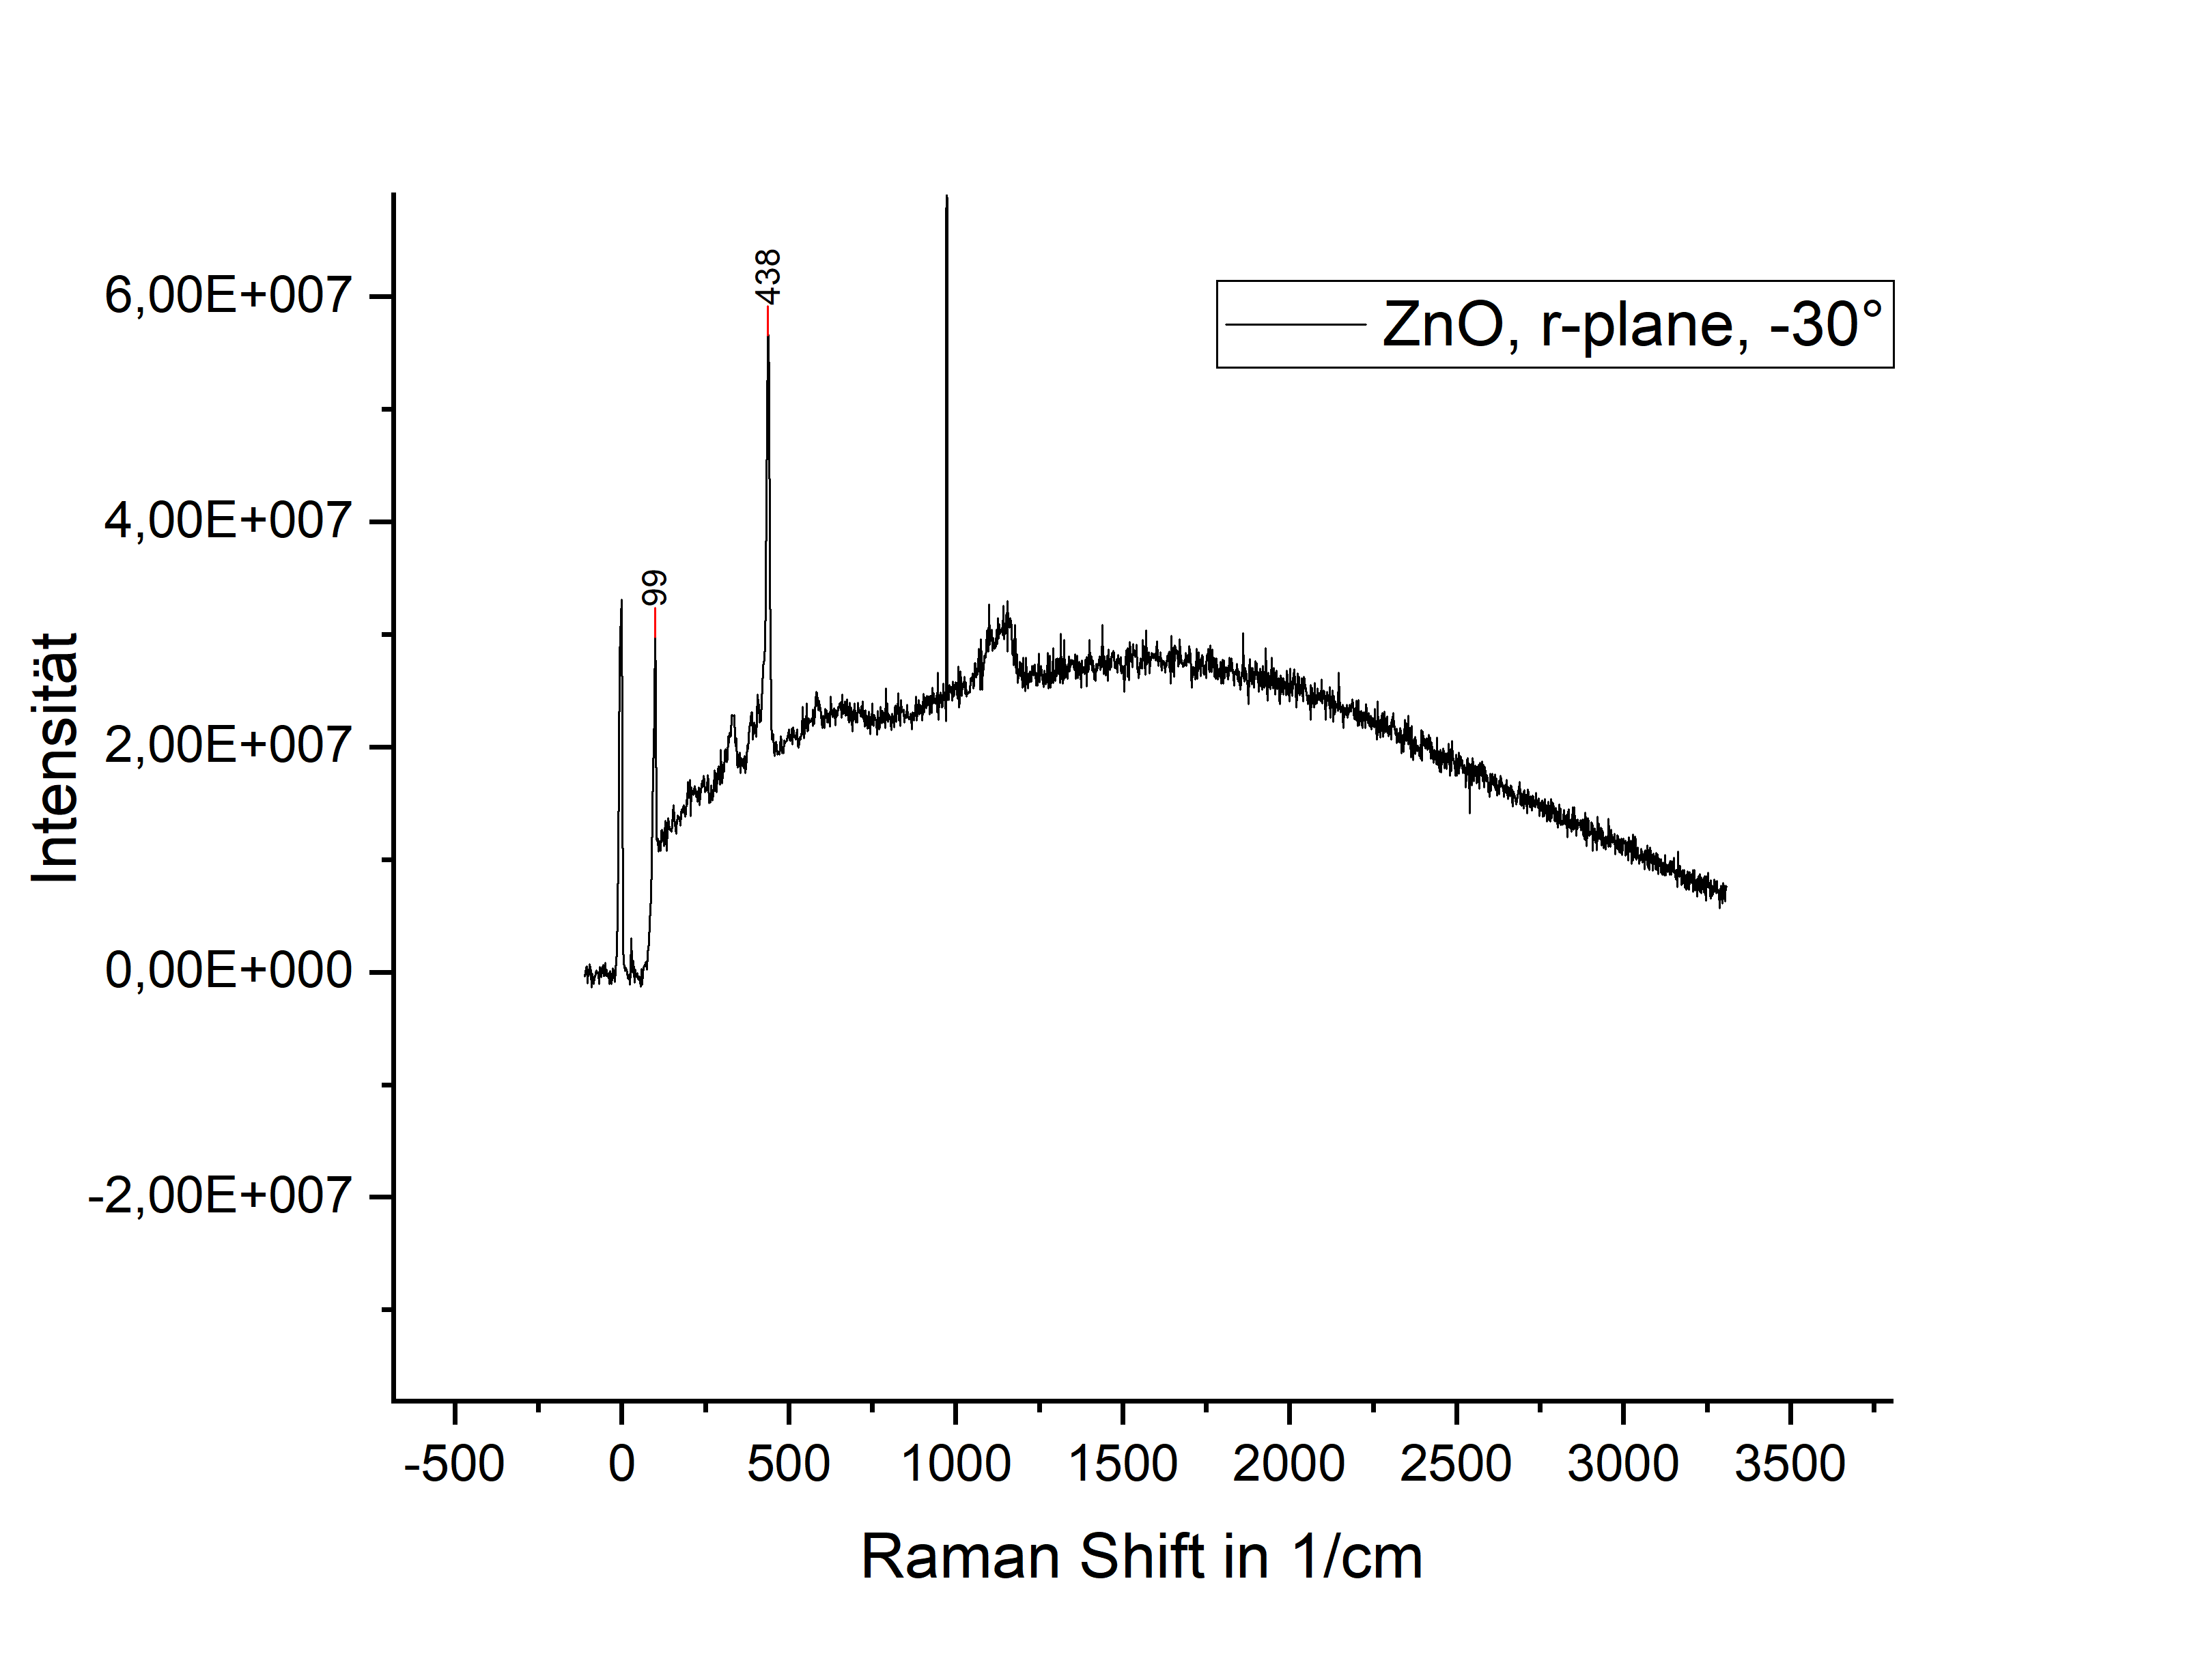 438
99
ZnO, r-plane, -30°
6,00E+007
4,00E+007
2,00E+007
0,00E+000
-2,00E+007
Intensität
-500 0 500 1000 1500 2000 2500 3000 3500
Raman Shift in 1/cm